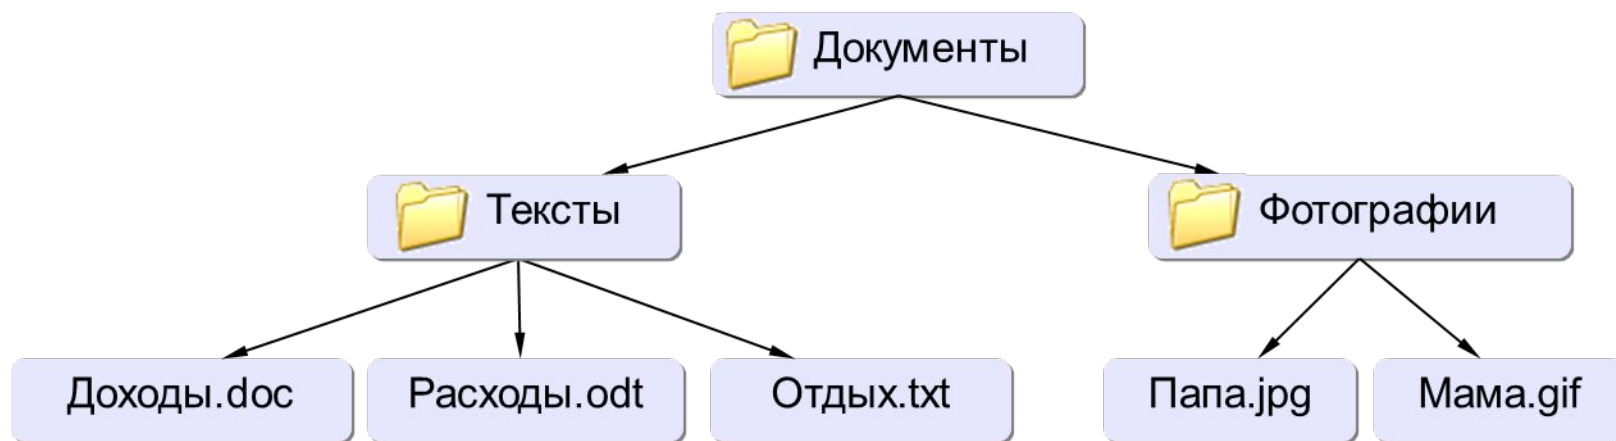 Документы
Тексты
Фотографии
Доходы.doc
Расходы.odt
Отдых.txt
Папа.jpg
Мама.gif